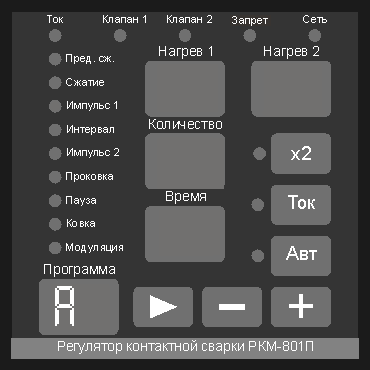 Ток Клапан 1 Клапан 2 Запрет Сеть
Нагрев 1 Нагрев 2
Пред. сж.
Сжатие
Импульс 1
Количество
Интервал
Импульс 2
x2
Проковка
Время
Пауза
Ток
Ковка
Модуляция
Авт
Программа
A
− +
Регулятор контактной сварки РКМ-801П